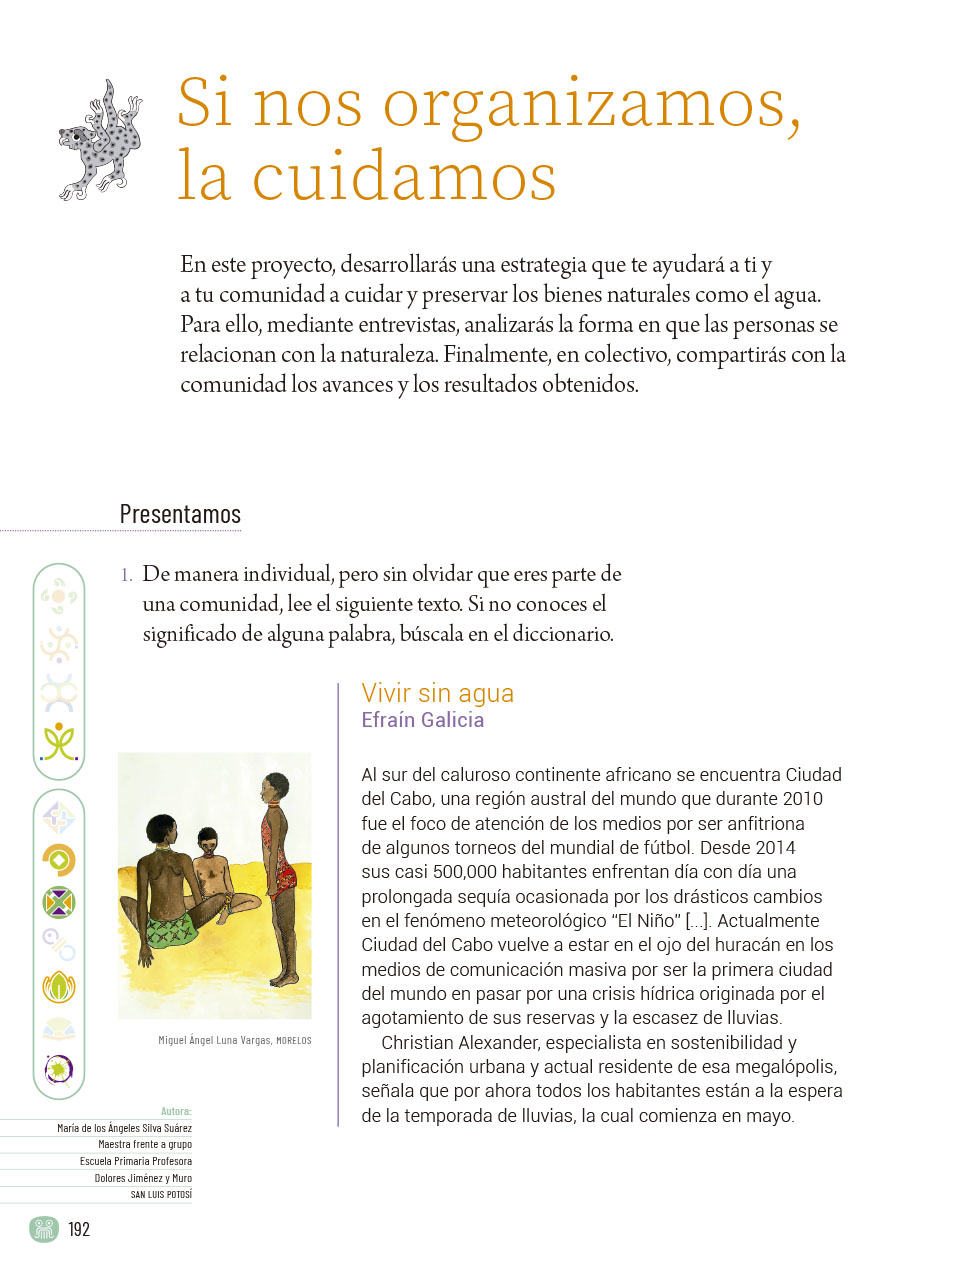 Si nos organizamos,
la cuidamos
En este proyecto, desarrollarás una estrategia que te ayudará a ti y
a tu comunidad a cuidar y preservar los bienes naturales como el agua.
Para ello, mediante entrevistas, analizarás la forma en que las personas se
relacionan con la naturaleza. Finalmente, en colectivo, compartirás con la
comunidad los avances y los resultados obtenidos.
Presentamos
1. De manera individual, pero sin olvidar que eres parte de
una comunidad, lee el siguiente texto. Si no conoces el
significado de alguna palabra, búscala en el diccionario.
Vivir sin agua
Efraín Galicia
Al sur del caluroso continente africano se encuentra Ciudad
del Cabo, una región austral del mundo que durante 2010
fue el foco de atención de los medios por ser anfitriona
de algunos torneos del mundial de fútbol. Desde 2014
sus casi 500,000 habitantes enfrentan día con día una
prolongada sequía ocasionada por los drásticos cambios
en el fenómeno meteorológico “El Niño” [...]. Actualmente
Ciudad del Cabo vuelve a estar en el ojo del huracán en los
medios de comunicación masiva por ser la primera ciudad
del mundo en pasar por una crisis hídrica originada por el
agotamiento de sus reservas y la escasez de lluvias.
Christian Alexander, especialista en sostenibilidad y
planificación urbana y actual residente de esa megalópolis,
señala que por ahora todos los habitantes están a la espera
de la temporada de lluvias, la cual comienza en mayo.
Miguel Ángel Luna Vargas, MORELOS
Autora:
María de los Ángeles Silva Suárez
Maestra frente a grupo
Escuela Primaria Profesora
Dolores Jiménez y Muro
SAN LUIS POTOSÍ
192